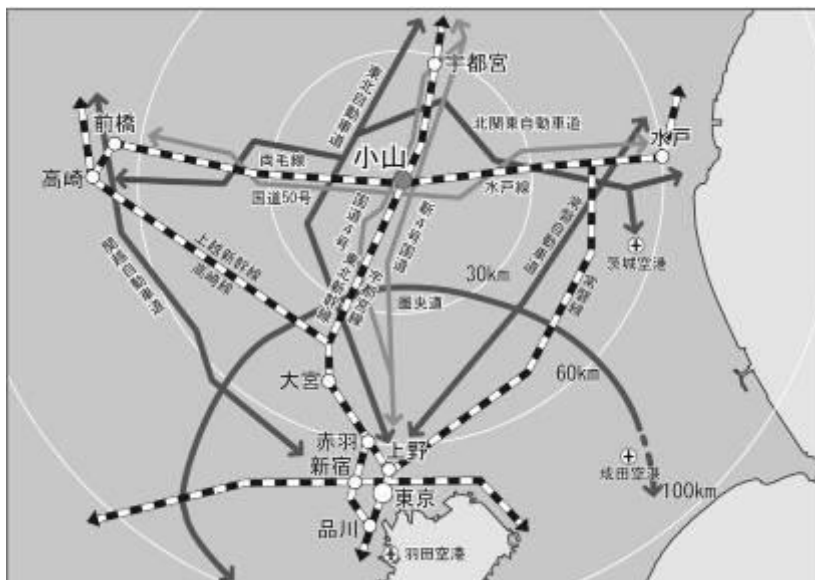 宇都宮
東北自動車道
北関東自動車道
前橋
水戸
小山
両毛線
高崎
水戸線
国道50号
新4号国道
国道4号
常磐自動車道
茨城空港
上越新幹線
高崎線
東北新幹線
宇都宮線
30km
関越自動車道
圏央道
常磐線
大宮
60km
赤羽
上野
成田空港
新宿
100km
東京
品川
羽田空港